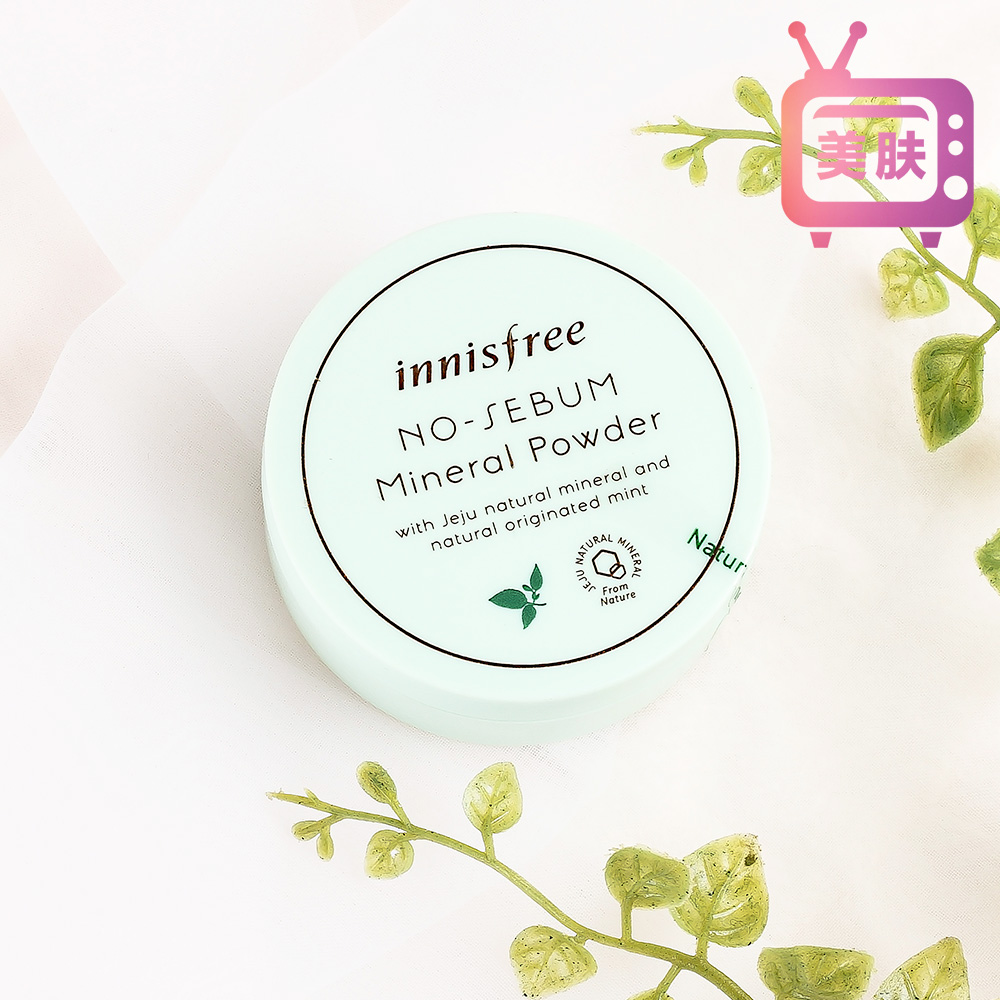 美肤
innisfree
NO-SEBUM
Mineral Powder
with Jeju natural mineral and
natural originated mint
JEJU NATURAL MINERAL
From
Nature
Natur